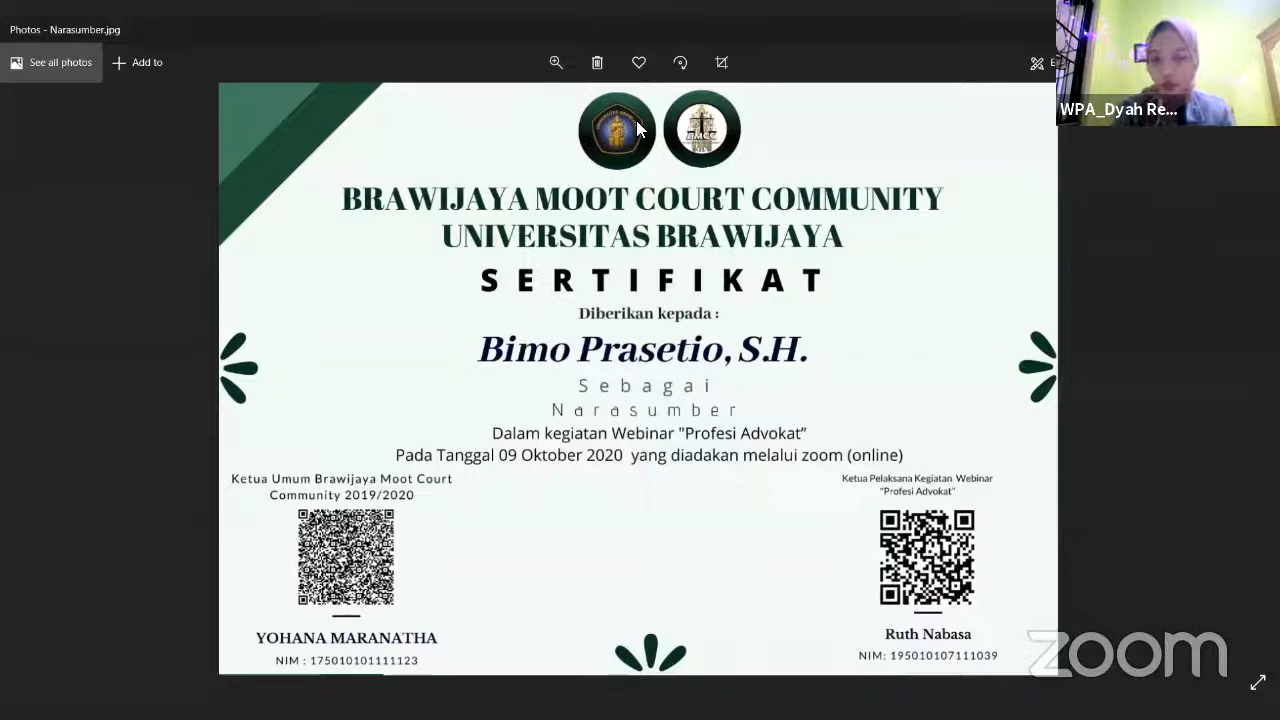 Photos - Narasumber.jpg
See all photos
Add to
WPA_Dyah Re...
BMCC
BRAWIJAYA MOOT COURT COMMUNITY
UNIVERSITAS BRAWIJAYA
SERTIFIKAT
Diberikan kepada :
Bimo Prasetio, S.H.
Sebagai
Narasumber
Dalam kegiatan Webinar "Profesi Advokat”
Pada Tanggal 09 Oktober 2020 yang diadakan melalui zoom (online)
Ketua Umum Brawijaya Moot Court
Community 2019/2020
YOHANA MARANATHA
NIM : 175010101111123
Ketua Pelaksana Kegiatan Webinar
"Profesi Advokat"
Ruth Nabasa
NIM: 195010107111039
zoom